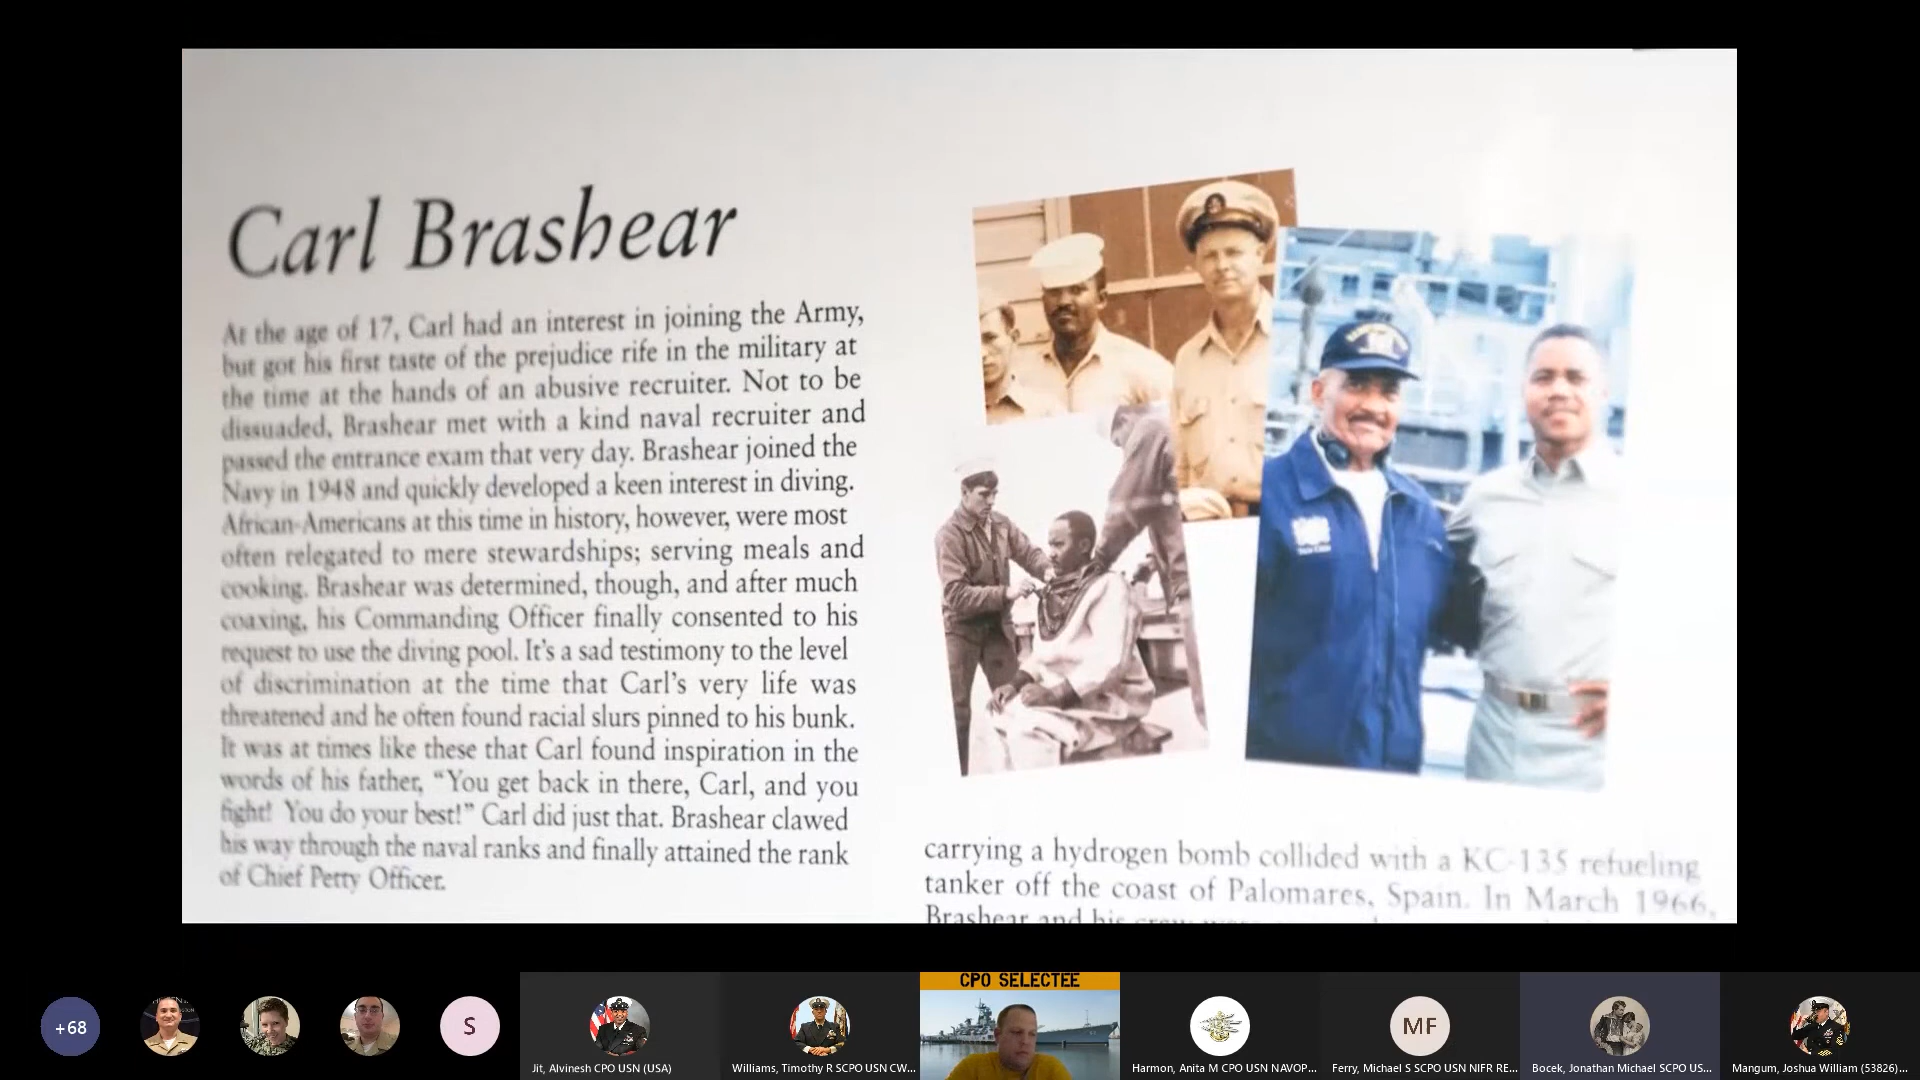 Carl Brashear
At the age of 17, Carl had an interest in joining the Army,
but got his first taste of the prejudice rife in the military at
the time at the hands of an abusive recruiter. Not to be
dissuaded, Brashear met with a kind naval recruiter and
passed the entrance exam that very day. Brashear joined the
Navy in 1948 and quickly developed a keen interest in diving.
African-Americans at this time in history, however, were most
often relegated to mere stewardships; serving meals and
cooking. Brashear was determined, though, and after much
coaxing, his Commanding Officer finally consented to his
request to use the diving pool. It's a sad testimony to the level
of discrimination at the time that Carl's very life was
threatened and he often found racial slurs pinned to his bunk.
It was at times like these that Carl found inspiration in the
words of his father, “You get back in there, Carl, and you
fight! You do your best!” Carl did just that. Brashear clawed
his way through the naval ranks and finally attained the rank
of Chief Petty Officer.
carrying a hydrogen bomb collided with a KC-135 refueling
tanker off the coast of Palomares, Spain. In March 1966,
Brashear and his crew were
+68
S
Jit, Alvinesh CPO USN (USA)
Williams, Timothy R SCPO USN CW...
CPO SELECTEE
Harmon, Anita M CPO USN NAVOP...
MF
Ferry, Michael S SCPO USN NIFR RE...
Bocek, Jonathan Michael SCPO US...
Mangum, Joshua William (53826)...